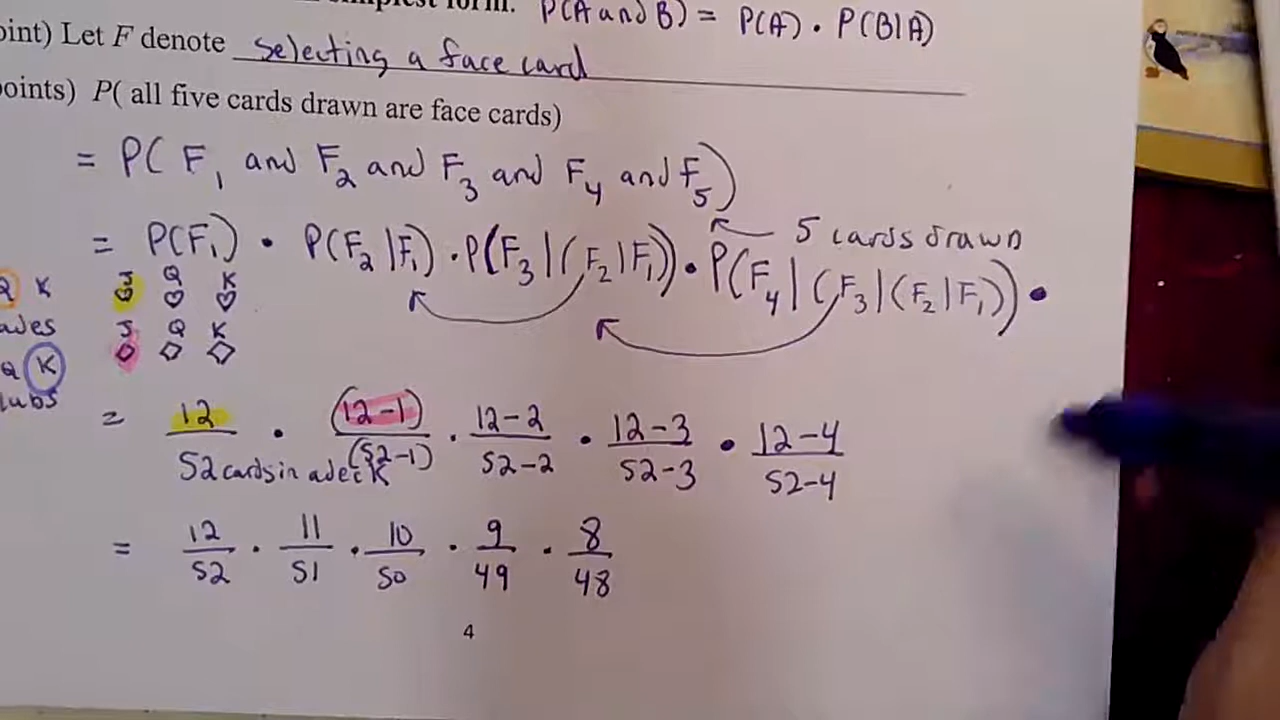 simplest form. P(A and B) = P(A) · P(B|A)
oint) Let F denote selecting a face card
oints) P( all five cards drawn are face cards)
= P( F1 and F2 and F3 and F4 and F5)
5 cards drawn
= P(F1) · P(F2|F1) · P(F3|(F2|F1)) · P(F4|(F3|(F2|F1)) ·
Q K J♡ Q♡ K♡
ades J◇ Q◇ K◇
Q K
lubs
= 12/52 cards in a deck · (12-1)/(52-1) · 12-2/52-2 · 12-3/52-3 · 12-4/52-4
= 12/52 · 11/51 · 10/50 · 9/49 · 8/48
4